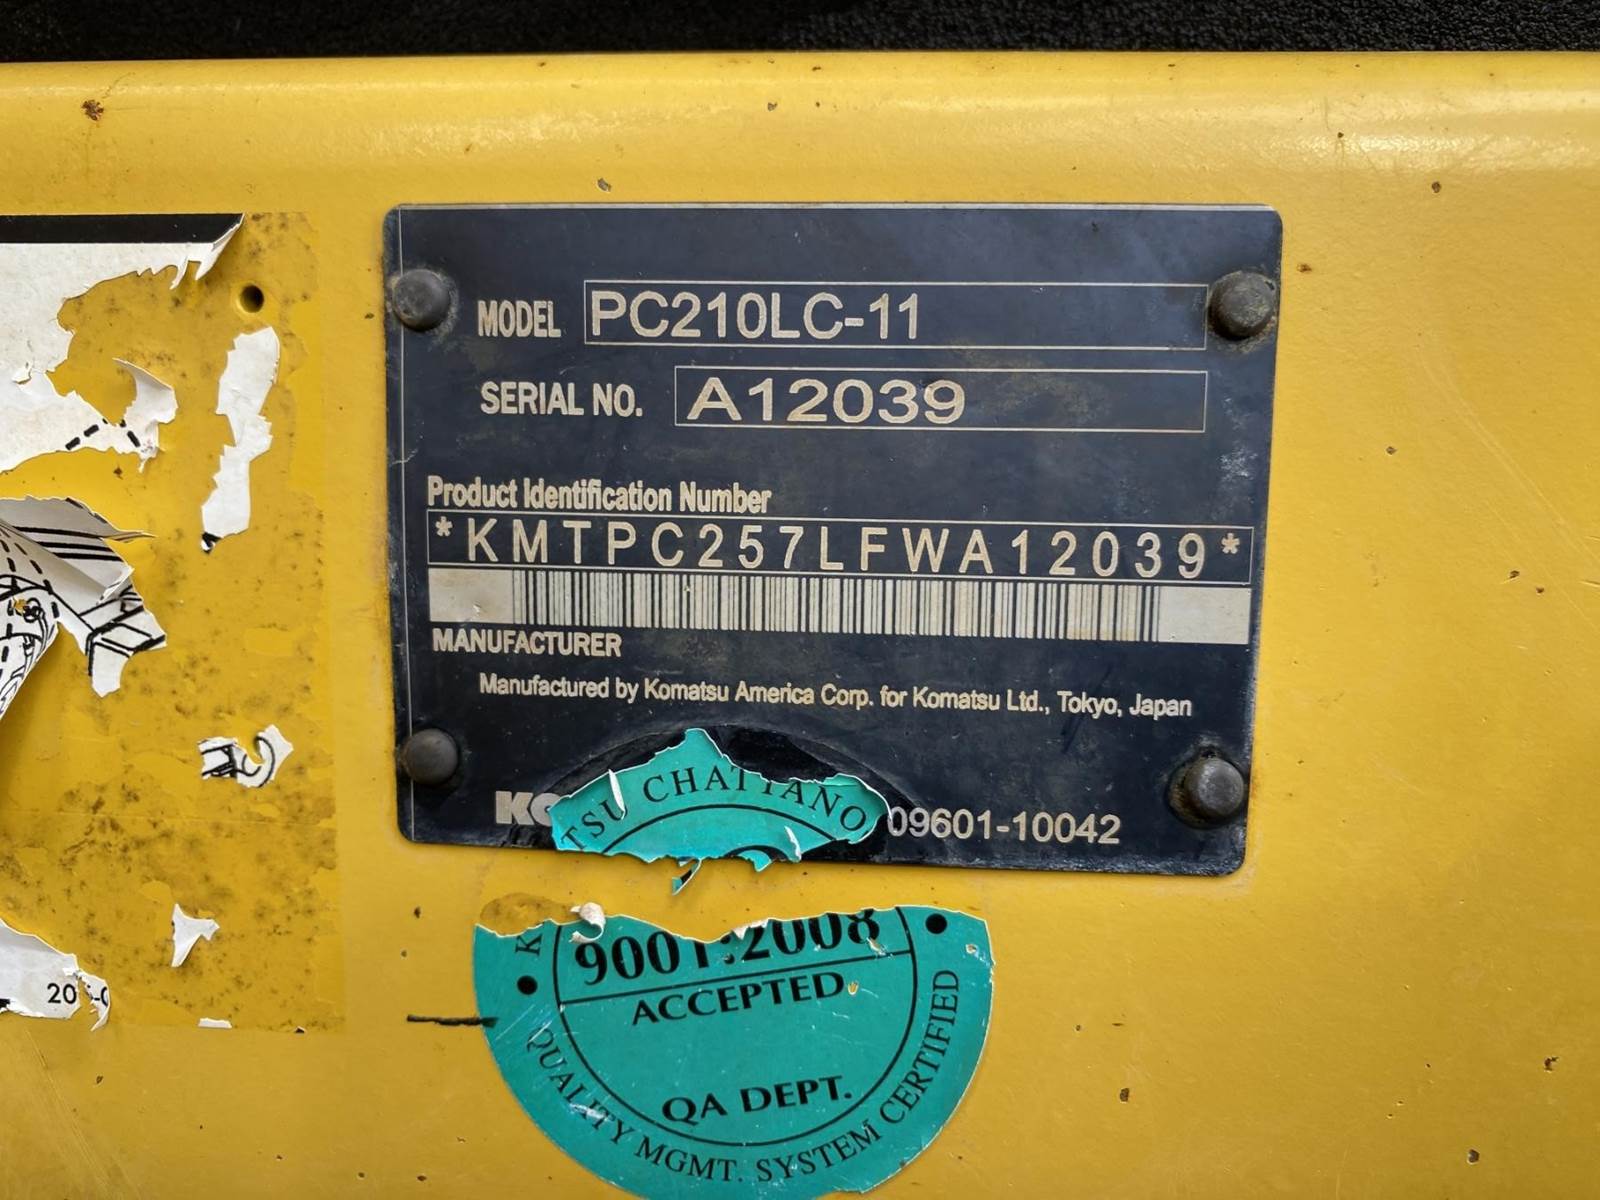 MODEL PC210LC-11
SERIAL NO. A12039
Product Identification Number
*KMTPC257LFWA12039*
MANUFACTURER
Manufactured by Komatsu America Corp. for Komatsu Ltd., Tokyo, Japan
TSU CHATTANO
09601-10042
9001:2008
ACCEPTED
QA DEPT.
QUALITY MGMT. SYSTEM CERTIFIED